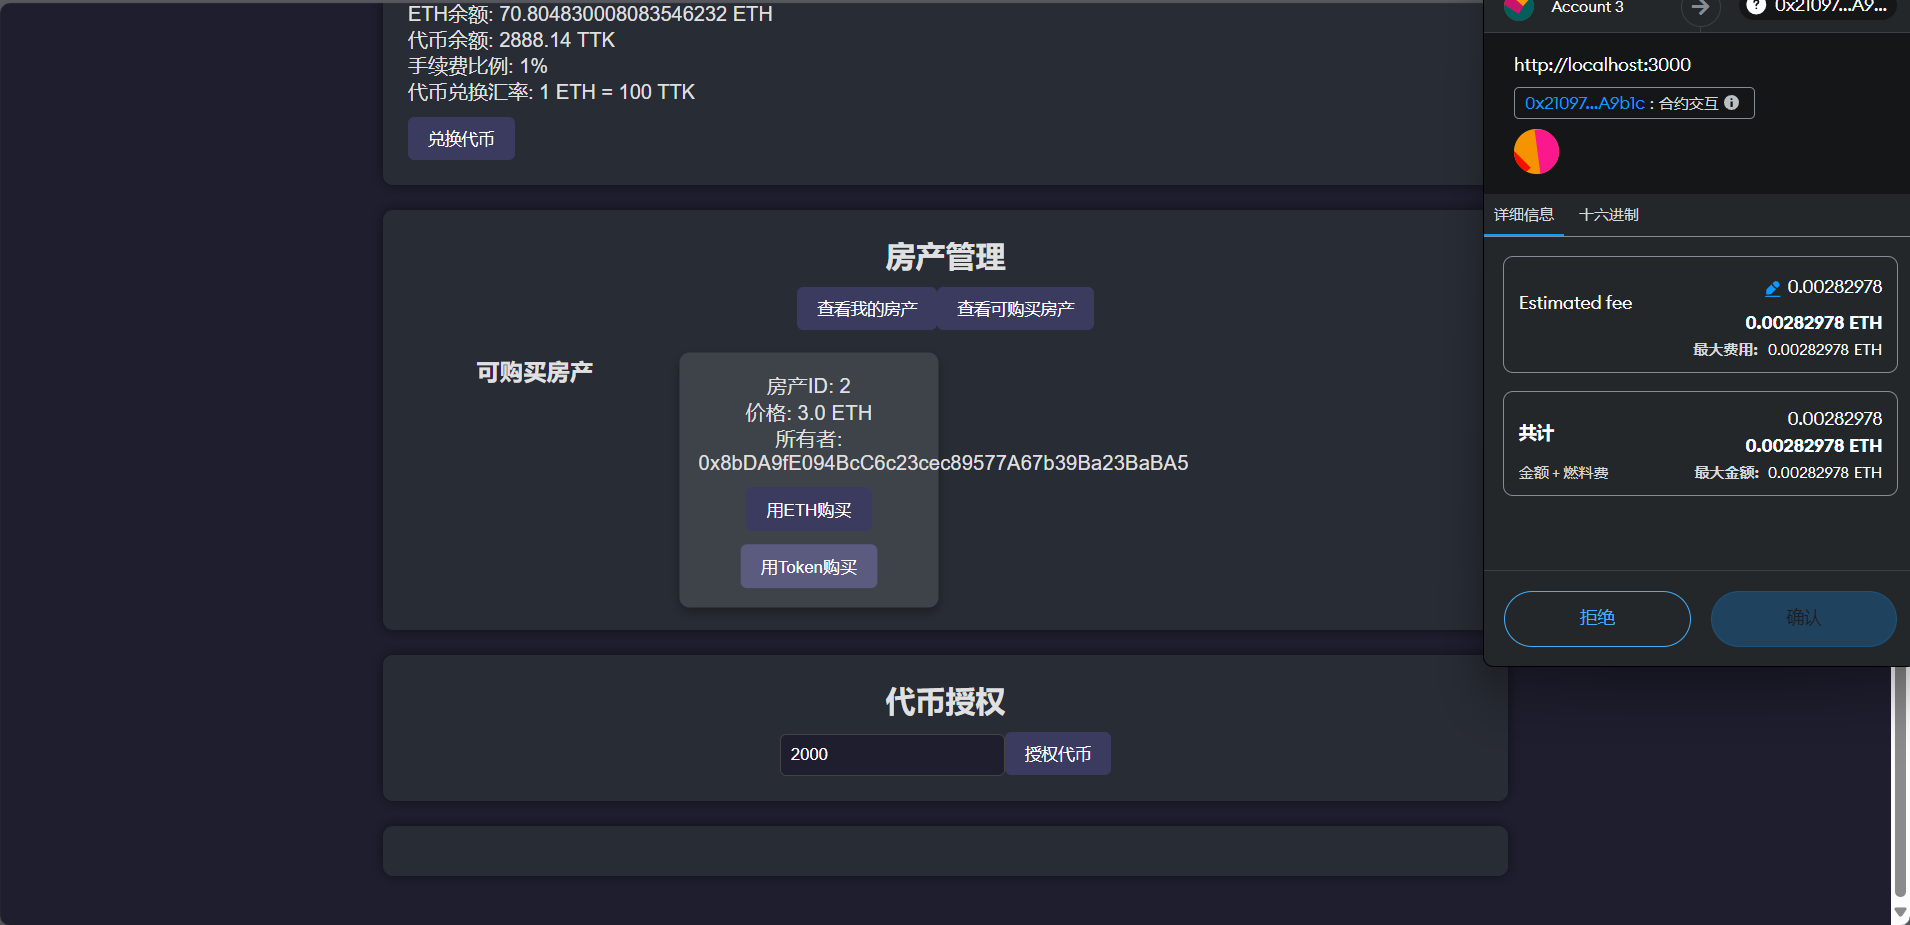 ETH余额: 70.804830008083546232 ETH
代币余额: 2888.14 TTK
手续费比例: 1%
代币兑换汇率: 1 ETH = 100 TTK
兑换代币
房产管理
查看我的房产
查看可购买房产
可购买房产
房产ID: 2
价格: 3.0 ETH
所有者:
0x8bDA9fE094BcC6c23cec89577A67b39Ba23BaBA5
用ETH购买
用Token购买
代币授权
2000
授权代币
Account 3
0x21097...A9...
http://localhost:3000
0x21097...A9b1c : 合约交互
详细信息
十六进制
Estimated fee
0.00282978
0.00282978 ETH
最大费用: 0.00282978 ETH
共计
0.00282978
0.00282978 ETH
金额 + 燃料费
最大金额: 0.00282978 ETH
拒绝
确认